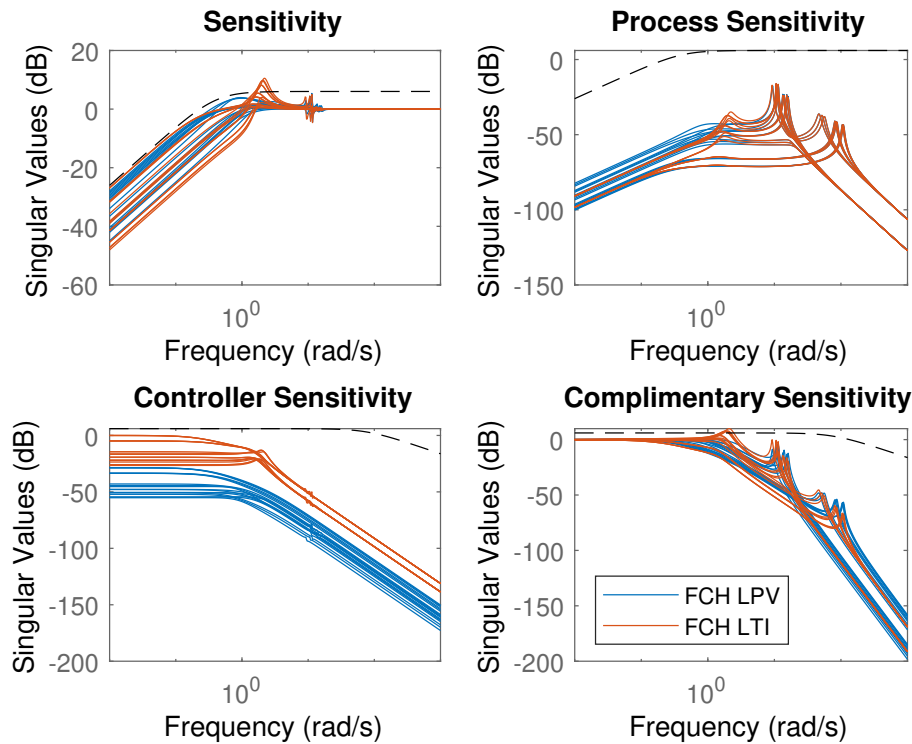 Sensitivity
Singular Values (dB)
20
0
-20
-40
-60
10^0
Frequency (rad/s)
Process Sensitivity
Singular Values (dB)
0
-50
-100
-150
10^0
Frequency (rad/s)
Controller Sensitivity
Singular Values (dB)
0
-50
-100
-150
-200
10^0
Frequency (rad/s)
Complimentary Sensitivity
Singular Values (dB)
0
-50
-100
-150
-200
10^0
Frequency (rad/s)
FCH LPV
FCH LTI